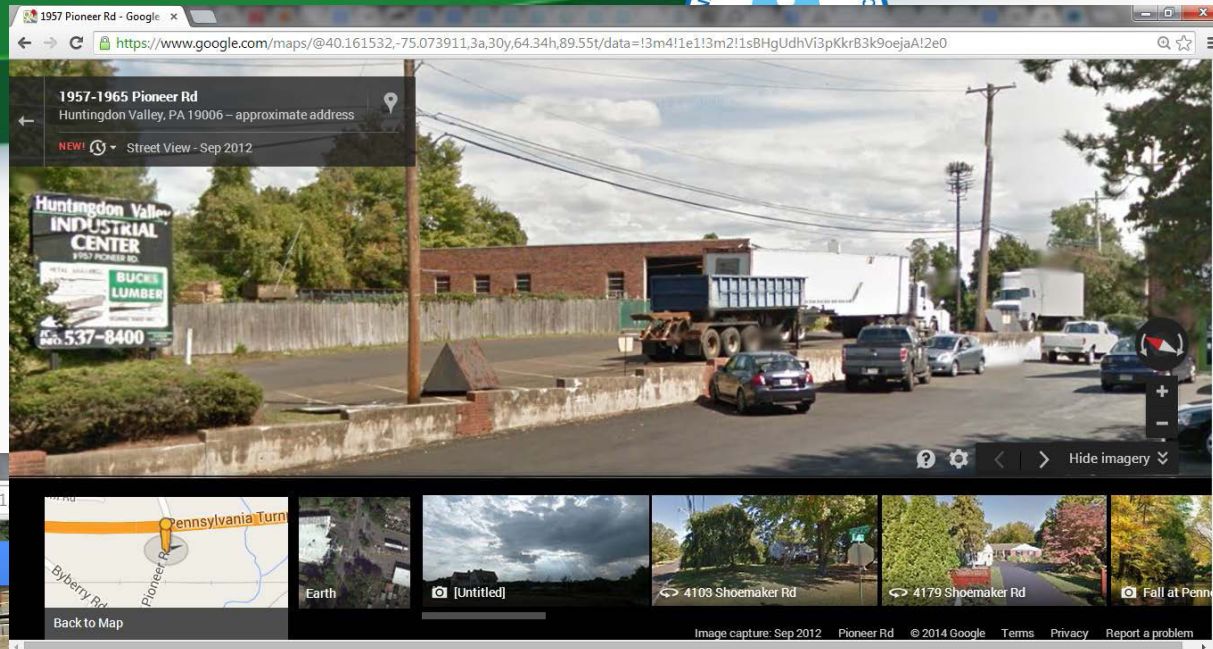 1957 Pioneer Rd - Google
https://www.google.com/maps/@40.161532,-75.073911,3a,30y,64.34h,89.55t/data=!3m4!1e1!3m2!1sBHgUdhVi3pKkrB3k9oejaA!2e0
1957-1965 Pioneer Rd
Huntingdon Valley, PA 19006 – approximate address
NEW! Street View - Sep 2012
Huntingdon Valley
INDUSTRIAL
CENTER
1957 PIONEER RD.
BUCKS
LUMBER
537-8400
Hide imagery
Pennsylvania Turn
Byberry Rd
Pioneer R
Back to Map
Earth
[Untitled]
4103 Shoemaker Rd
4179 Shoemaker Rd
Fall at Penn
Image capture: Sep 2012 Pioneer Rd © 2014 Google Terms Privacy Report a problem